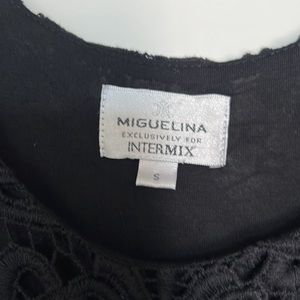 MIGUELINA
EXCLUSIVELY FOR
INTERMIX
S